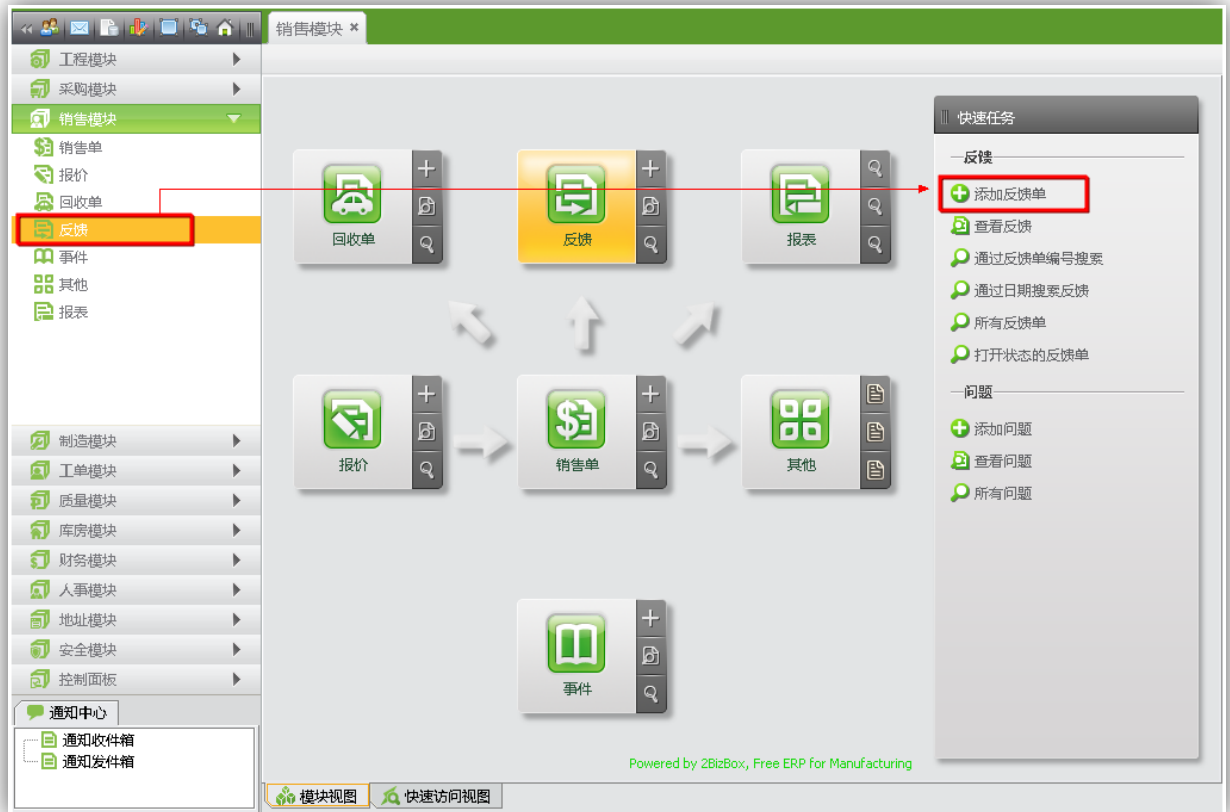 销售模块
工程模块
采购模块
销售模块
销售单
报价
回收单
反馈
事件
其他
报表
制造模块
工单模块
质量模块
库房模块
财务模块
人事模块
地址模块
安全模块
控制面板
通知中心
通知收件箱
通知发件箱
回收单
反馈
报表
报价
销售单
其他
事件
快速任务
反馈
添加反馈单
查看反馈
通过反馈单编号搜索
通过日期搜索反馈
所有反馈单
打开状态的反馈单
问题
添加问题
查看问题
所有问题
Powered by 2BizBox, Free ERP for Manufacturing
模块视图
快速访问视图